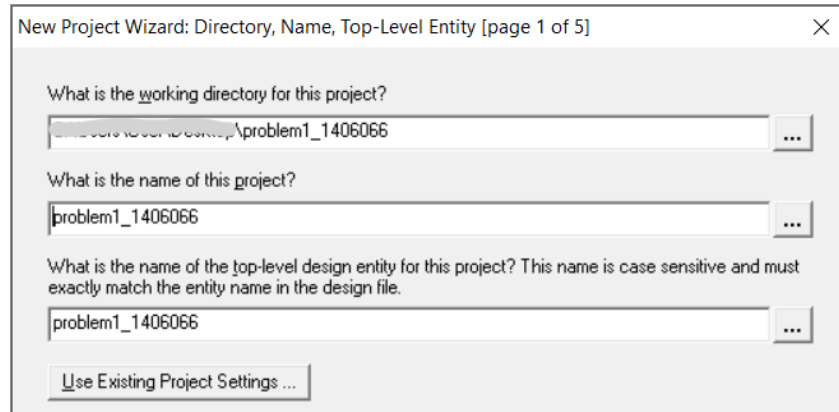 New Project Wizard: Directory, Name, Top-Level Entity [page 1 of 5]
What is the working directory for this project?
\problem1_1406066
...
What is the name of this project?
problem1_1406066
...
What is the name of the top-level design entity for this project? This name is case sensitive and must
exactly match the entity name in the design file.
problem1_1406066
...
Use Existing Project Settings ...